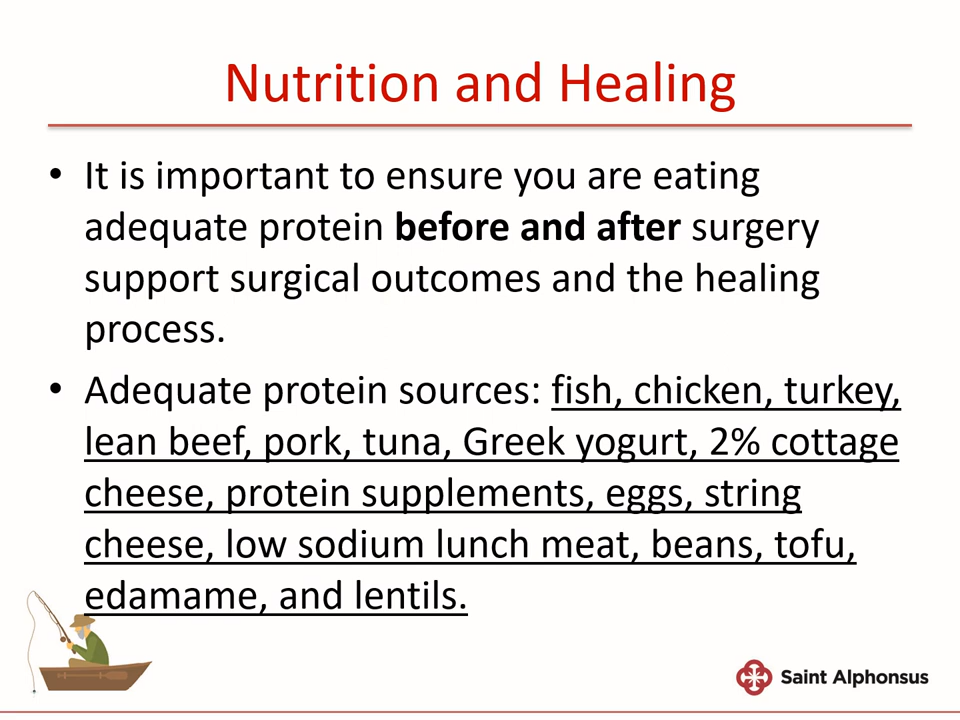 Nutrition and Healing
• It is important to ensure you are eating
adequate protein before and after surgery
support surgical outcomes and the healing
process.
• Adequate protein sources: fish, chicken, turkey,
lean beef, pork, tuna, Greek yogurt, 2% cottage
cheese, protein supplements, eggs, string
cheese, low sodium lunch meat, beans, tofu,
edamame, and lentils.
Saint Alphonsus